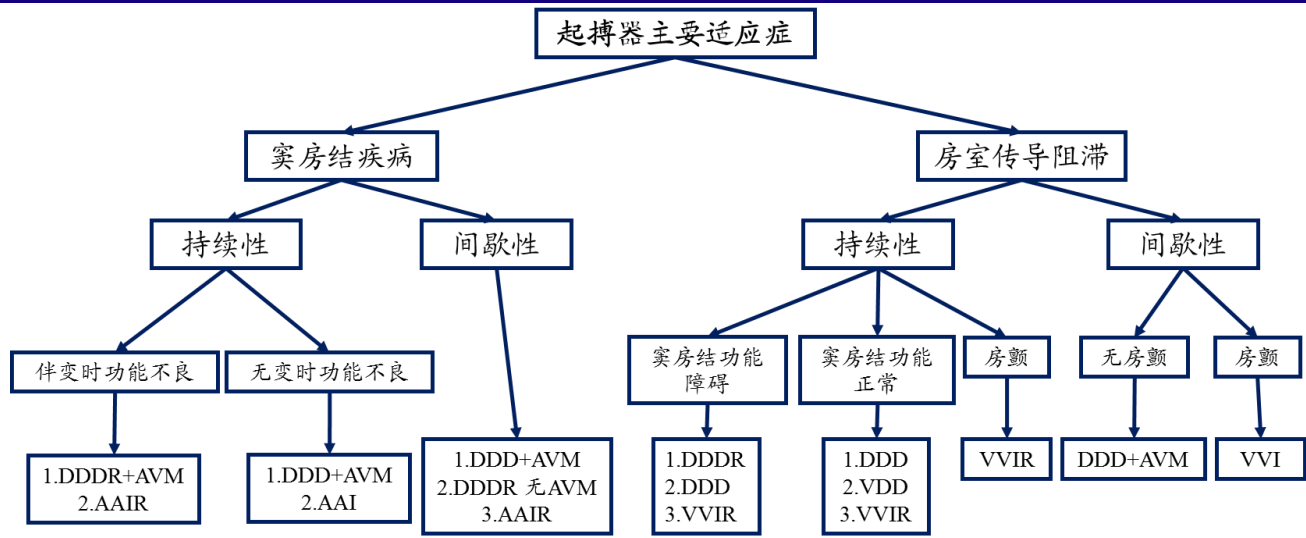 起搏器主要适应症
窦房结疾病
房室传导阻滞
持续性
间歇性
持续性
间歇性
伴变时功能不良
无变时功能不良
窦房结功能
障碍
窦房结功能
正常
房颤
无房颤
房颤
1.DDDR+AVM
2.AAIR
1.DDD+AVM
2.AAI
1.DDD+AVM
2.DDDR 无AVM
3.AAIR
1.DDDR
2.DDD
3.VVIR
1.DDD
2.VDD
3.VVIR
VVIR
DDD+AVM
VVI